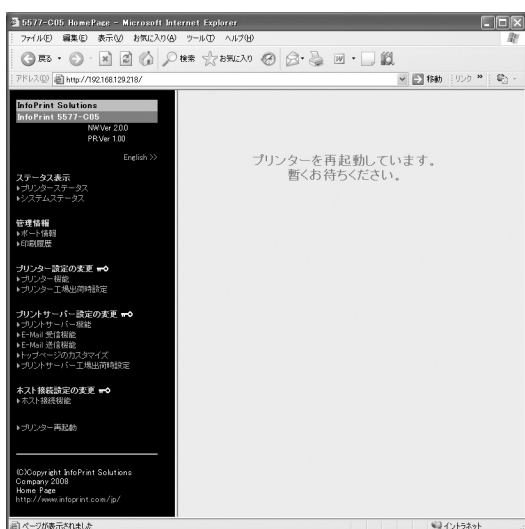 5577-C05 HomePage - Microsoft Internet Explorer
ファイル(F) 編集(E) 表示(V) お気に入り(A) ツール(T) ヘルプ(H)
戻る 検索 お気に入り
アドレス(D) http://192.168.129.218/ 移動 リンク »
InfoPrint Solutions
InfoPrint 5577-C05
NW.Ver 2.0.0
PR.Ver 1.00
English >>
プリンターを再起動しています。
暫くお待ちください。
ステータス表示
プリンターステータス
システムステータス
管理情報
ポート情報
印刷履歴
プリンター設定の変更
プリンター機能
プリンター工場出荷時設定
プリントサーバー設定の変更
プリントサーバー機能
E-Mail 受信機能
E-Mail 送信機能
トップページのカスタマイズ
プリントサーバー工場出荷時設定
ホスト接続設定の変更
ホスト接続機能
プリンター再起動
(C)Copyright InfoPrint Solutions
Company 2008
Home Page
http://www.infoprint.com/jp/
ページが表示されました イントラネット